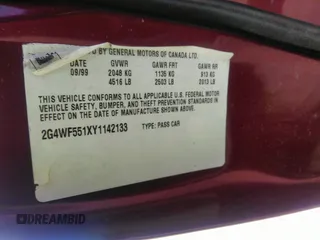 MFD BY GENERAL MOTORS OF CANADA LTD.
DATE GVWR GAWR FRT GAWR RR
09/99 2048 KG 1135 KG 913 KG
4516 LB 2503 LB 2013 LB
THIS VEHICLE CONFORMS TO ALL APPLICABLE U.S. FEDERAL MOTOR
VEHICLE SAFETY, BUMPER, AND THEFT PREVENTION STANDARDS IN
EFFECT ON THE DATE OF MANUFACTURE SHOWN ABOVE.
2G4WF551XY1142133 TYPE: PASS CAR
DREAMBID